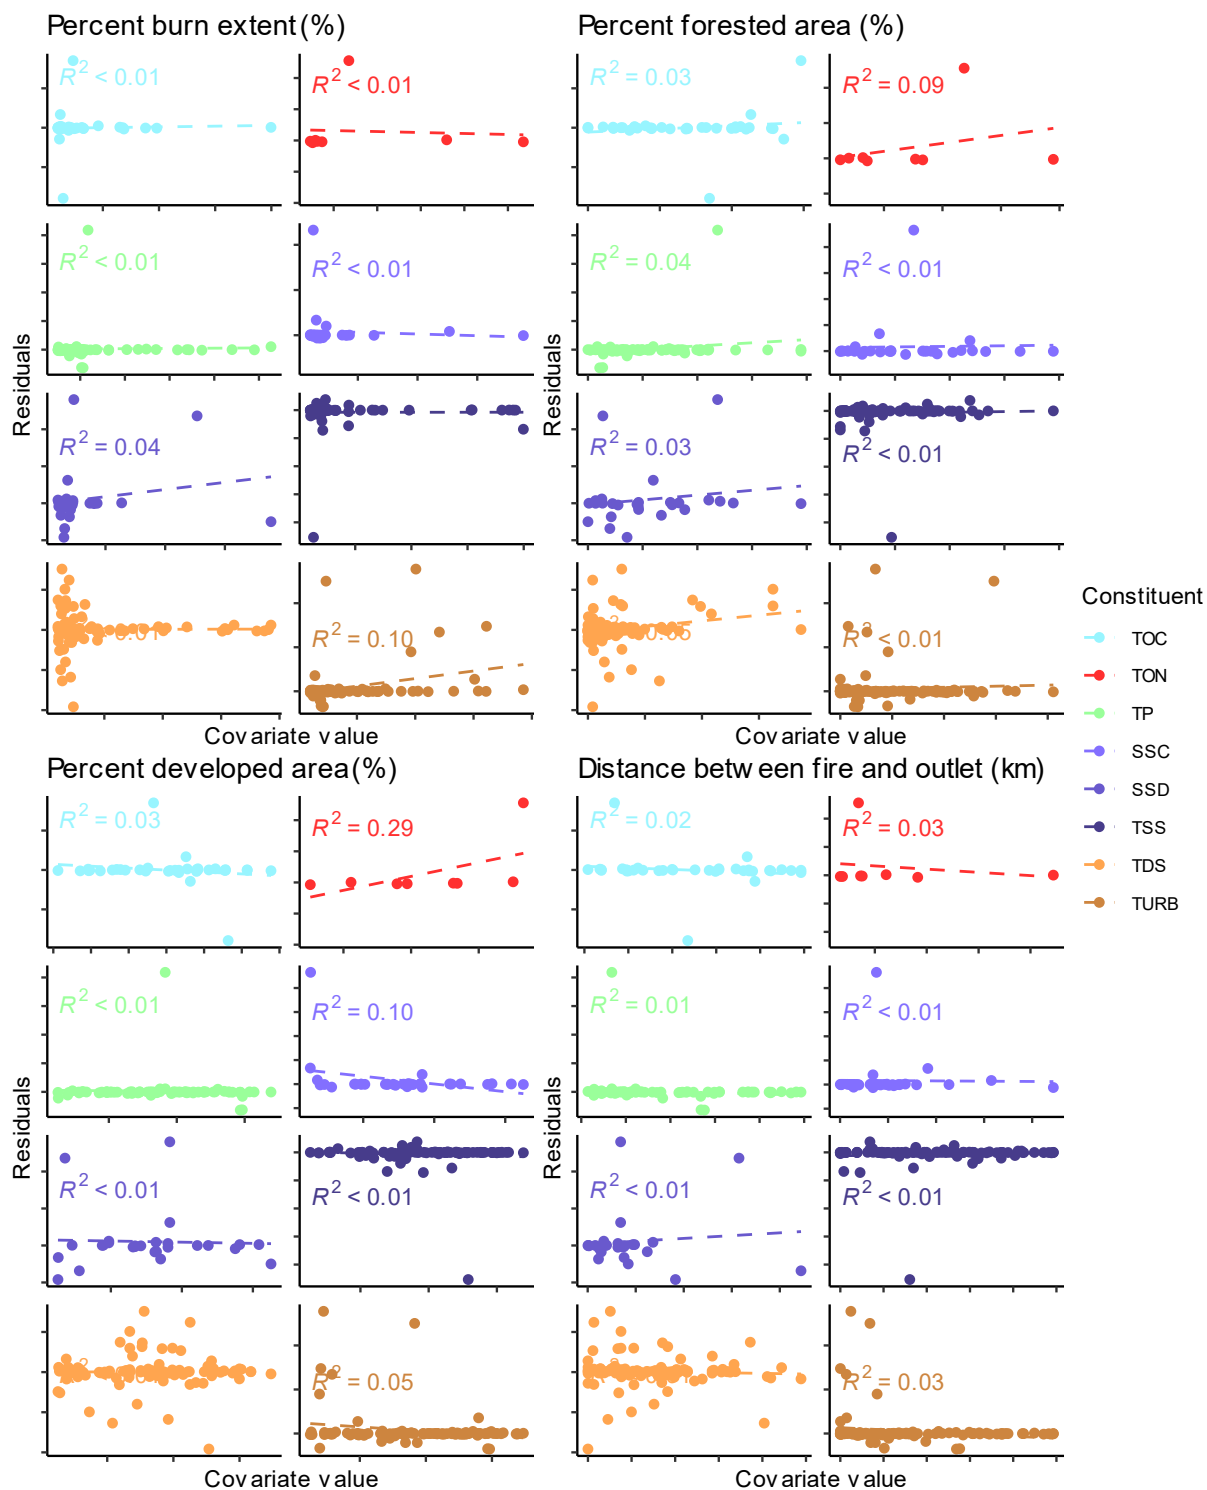 Percent burn extent (%)
R² < 0.01
R² < 0.01
R² < 0.01
R² < 0.01
R² = 0.04
R² = 0.10
Residuals
Covariate value
Percent forested area (%)
R² = 0.03
R² = 0.09
R² = 0.04
R² < 0.01
R² = 0.03
R² < 0.01
R² < 0.01
Residuals
Covariate value
Percent developed area (%)
R² = 0.03
R² = 0.29
R² < 0.01
R² = 0.10
R² < 0.01
R² < 0.01
R² = 0.05
Residuals
Covariate value
Distance between fire and outlet (km)
R² = 0.02
R² = 0.03
R² = 0.01
R² < 0.01
R² < 0.01
R² < 0.01
R² = 0.03
Residuals
Covariate value
Constituent
TOC
TON
TP
SSC
SSD
TSS
TDS
TURB